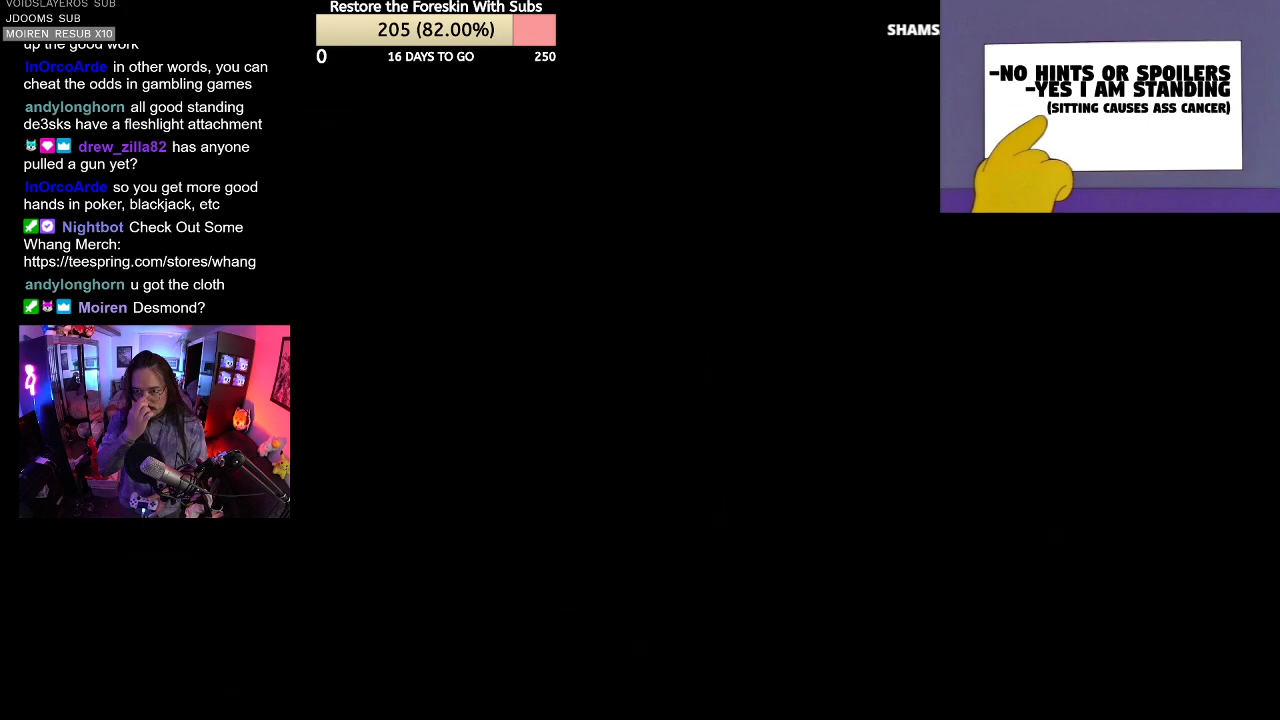 VOIDSLAYEROS SUB
JDOOMS SUB
MOIREN RESUB X10
up the good work
InOrcoArde in other words, you can
cheat the odds in gambling games
andylonghorn all good standing
de3sks have a fleshlight attachment
drew_zilla82 has anyone
pulled a gun yet?
InOrcoArde so you get more good
hands in poker, blackjack, etc
Nightbot Check Out Some
Whang Merch:
https://teespring.com/stores/whang
andylonghorn u got the cloth
Moiren Desmond?
Restore the Foreskin With Subs
205 (82.00%)
0 16 DAYS TO GO 250
SHAMS
-NO HINTS OR SPOILERS
-YES I AM STANDING
(SITTING CAUSES ASS CANCER)